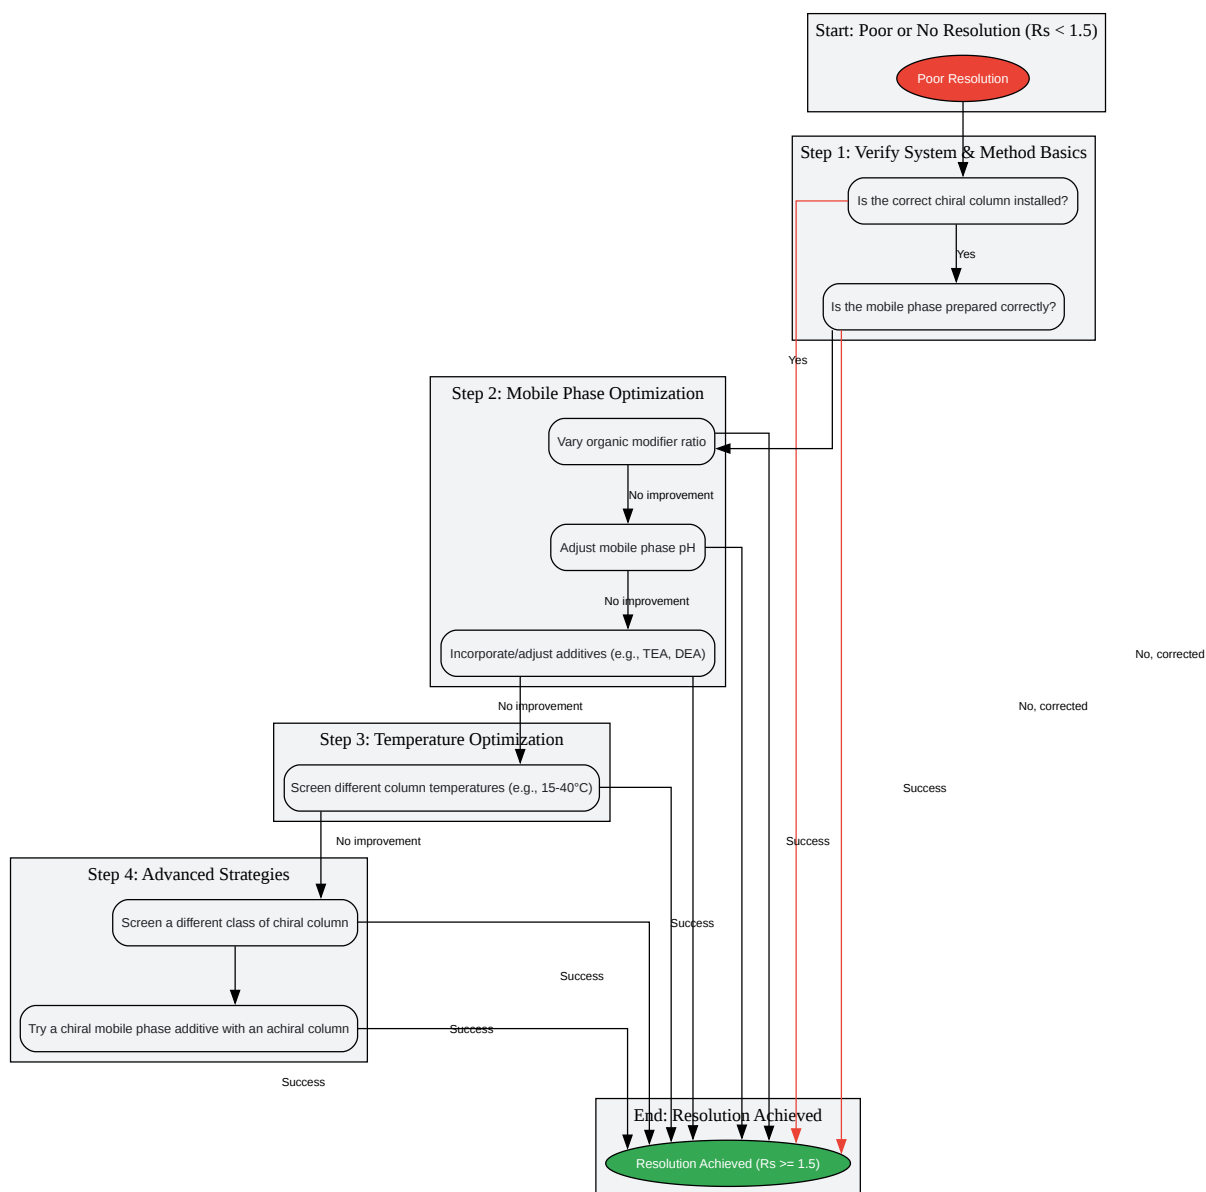 Start: Poor or No Resolution (Rs < 1.5)
Poor Resolution
Step 1: Verify System & Method Basics
Is the correct chiral column installed?
Yes
Is the mobile phase prepared correctly?
Yes
Step 2: Mobile Phase Optimization
Vary organic modifier ratio
No improvement
Adjust mobile phase pH
No improvement
Incorporate/adjust additives (e.g., TEA, DEA)
No, corrected
No improvement
No, corrected
Step 3: Temperature Optimization
Screen different column temperatures (e.g., 15-40°C)
Success
No improvement
Success
Step 4: Advanced Strategies
Screen a different class of chiral column
Success
Success
Try a chiral mobile phase additive with an achiral column
Success
Success
End: Resolution Achieved
Resolution Achieved (Rs >= 1.5)